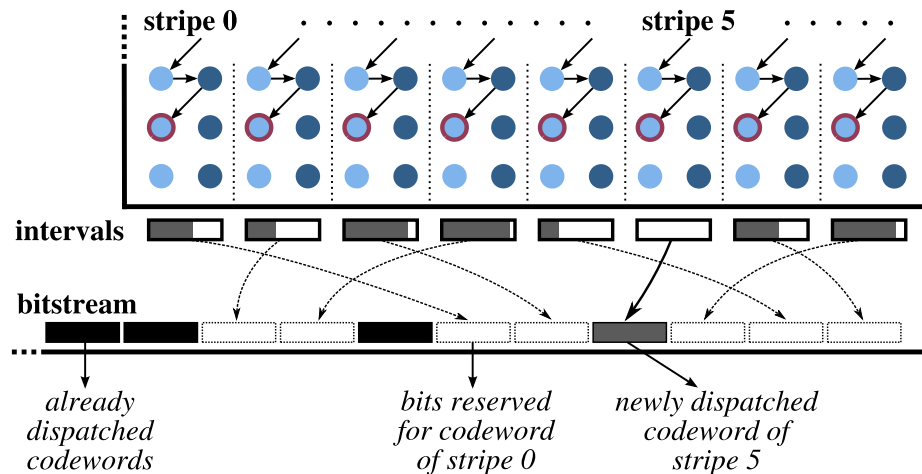 stripe 0 stripe 5
intervals
bitstream
already dispatched codewords
bits reserved for codeword of stripe 0
newly dispatched codeword of stripe 5